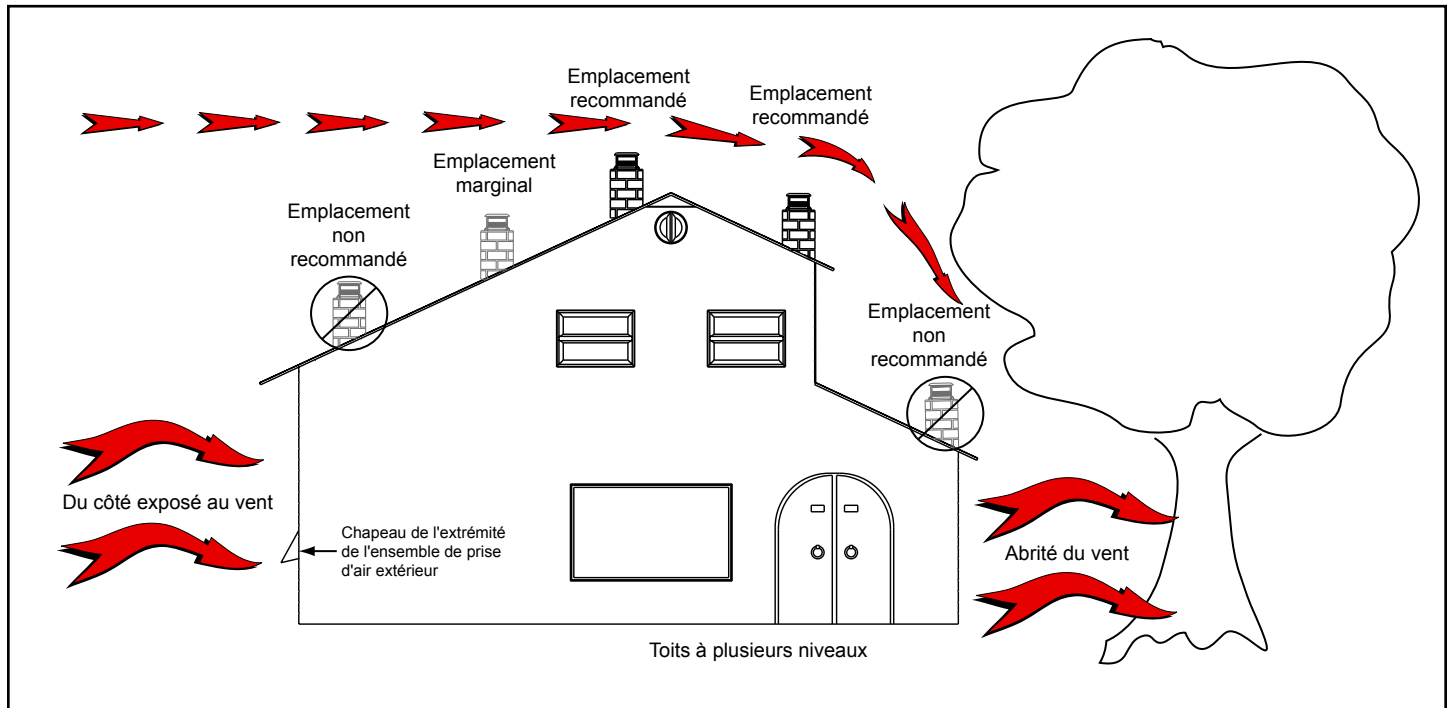 Emplacement
recommandé
Emplacement
recommandé
Emplacement
marginal
Emplacement
non
recommandé
Emplacement
non
recommandé
Du côté exposé au vent
Chapeau de l'extrémité
de l'ensemble de prise
d'air extérieur
Abrité du vent
Toits à plusieurs niveaux